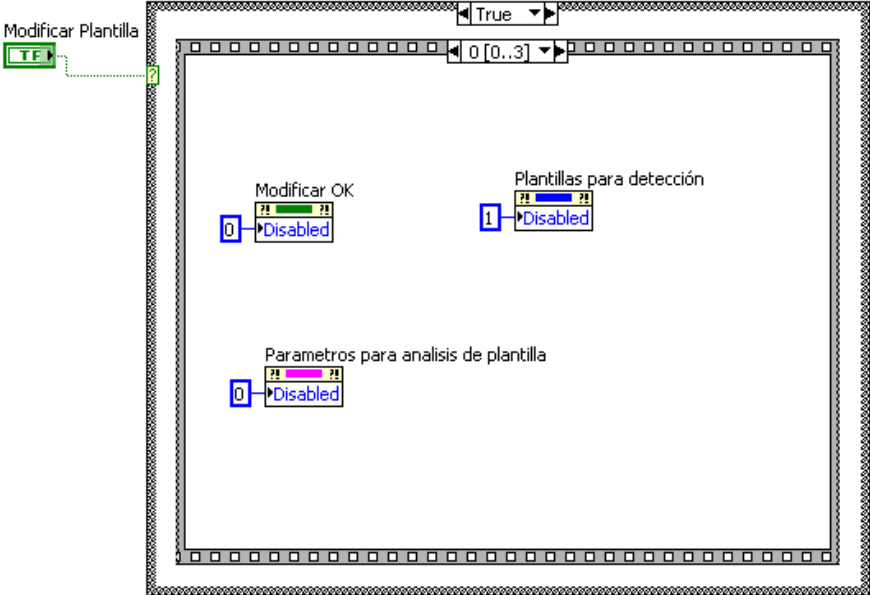 True
Modificar Plantilla
TF
?
0 [0..3]
Plantillas para detección
Modificar OK
?! ?!
?! ?!
1 Disabled
0 Disabled
Parametros para analisis de plantilla
?! ?!
0 Disabled